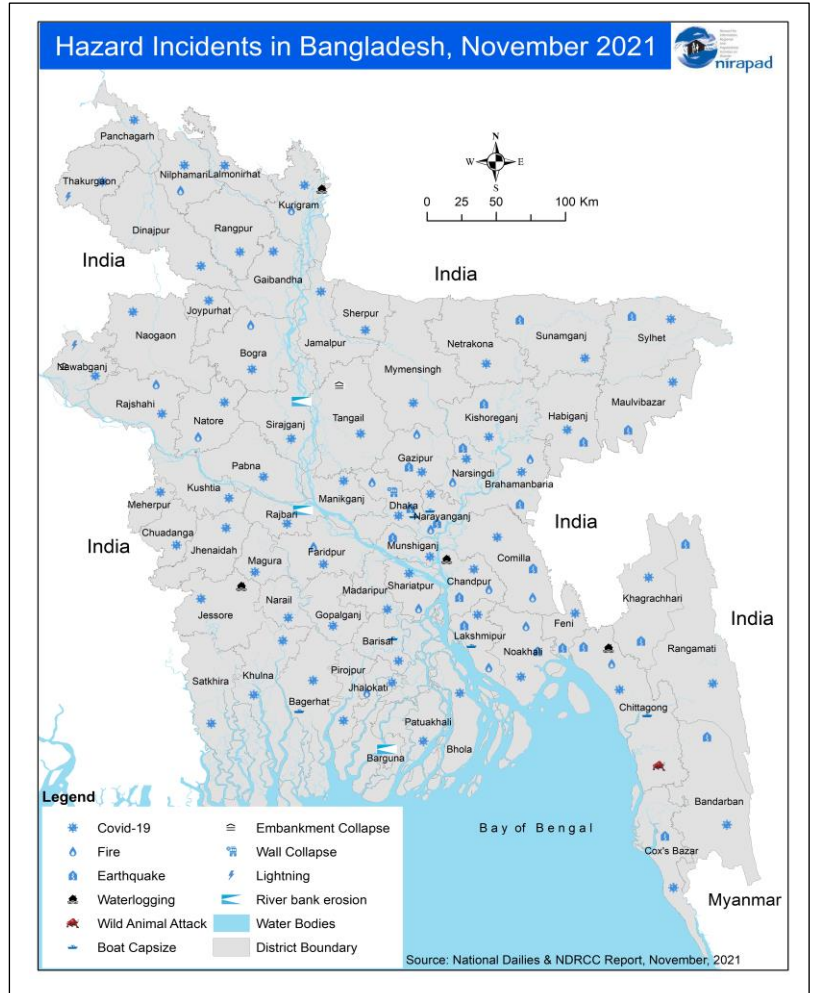 Hazard Incidents in Bangladesh, November 2021
nirapad
N
W E
S
0 25 50 100 Km
Panchagarh
Thakurgaon
Nilphamari
Lalmonirhat
Kurigram
Dinajpur
Rangpur
India
India
Gaibandha
Joypurhat
Sherpur
Naogaon
Jamalpur
Netrakona
Sunamganj
Sylhet
Bogra
Mymensingh
Nawabganj
Rajshahi
Natore
Sirajganj
Tangail
Kishoreganj
Habiganj
Maulvibazar
Gazipur
Pabna
Narsingdi
Brahamanbaria
Kushtia
Manikganj
Meherpur
Dhaka
Rajbari
Narayanganj
India
Chuadanga
India
Jhenaidah
Faridpur
Munshiganj
Comilla
Magura
Shariatpur
Chandpur
Khagrachhari
Madaripur
Jessore
Narail
Gopalganj
Feni
India
Barisal
Lakshmipur
Noakhali
Rangamati
Satkhira
Khulna
Pirojpur
Jhalokati
Bagerhat
Chittagong
Patuakhali
Bhola
Barguna
Bandarban
Bay of Bengal
Cox's Bazar
Myanmar
Legend
Covid-19
Fire
Earthquake
Waterlogging
Wild Animal Attack
Boat Capsize
Embankment Collapse
Wall Collapse
Lightning
River bank erosion
Water Bodies
District Boundary
Source: National Dailies & NDRCC Report, November, 2021